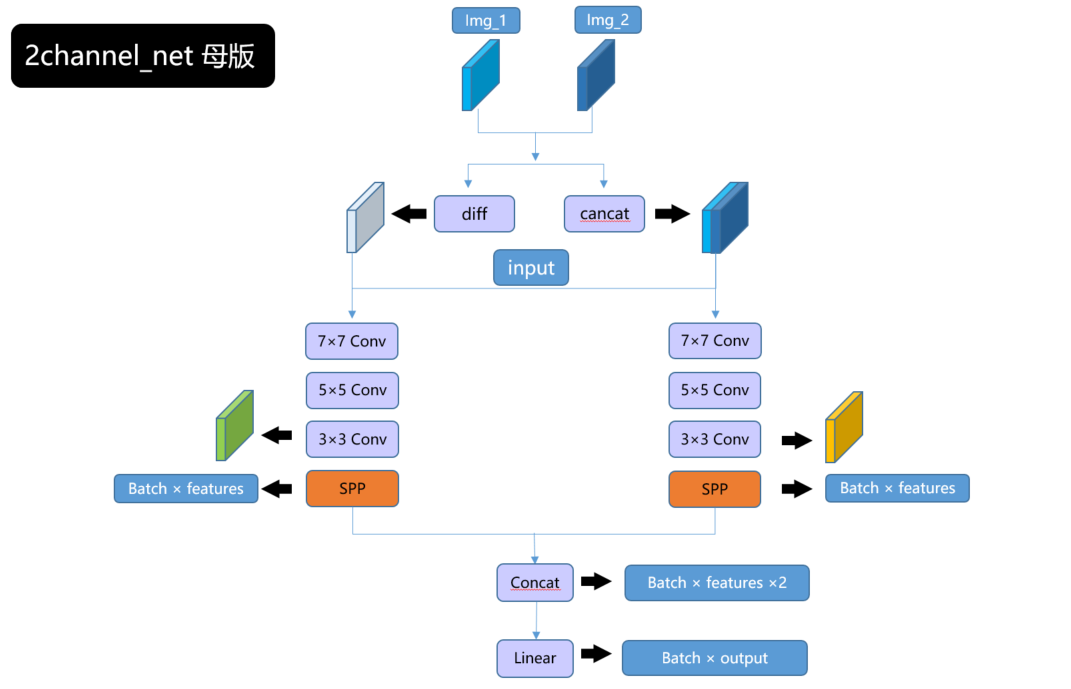 2channel_net 母版
Img_1
Img_2
diff
cancat
input
7×7 Conv
7×7 Conv
5×5 Conv
5×5 Conv
3×3 Conv
3×3 Conv
Batch × features
SPP
SPP
Batch × features
Concat
Batch × features ×2
Linear
Batch × output